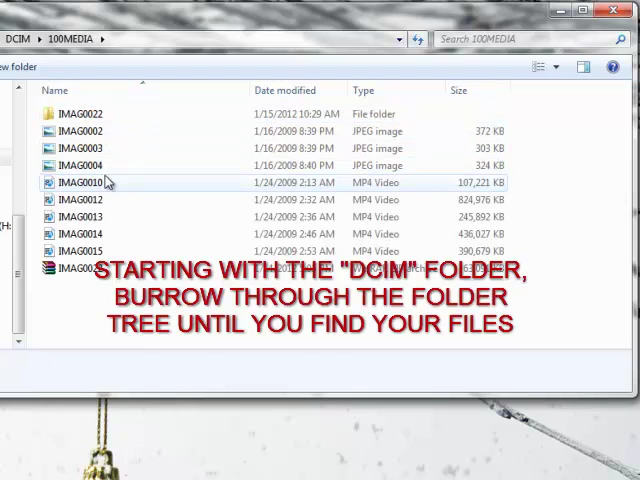 DCIM 100MEDIA Search 100MEDIA
ew folder
Name Date modified Type Size
IMAG0022 1/15/2012 10:29 AM File folder
IMAG0002 1/16/2009 8:39 PM JPEG image 372 KB
IMAG0003 1/16/2009 8:39 PM JPEG image 303 KB
IMAG0004 1/16/2009 8:40 PM JPEG image 324 KB
IMAG0010 1/24/2009 2:13 AM MP4 Video 107,221 KB
IMAG0012 1/24/2009 2:32 AM MP4 Video 824,976 KB
IMAG0013 1/24/2009 2:36 AM MP4 Video 245,892 KB
(H:
IMAG0014 1/24/2009 2:46 AM MP4 Video 436,027 KB
IMAG0015 1/24/2009 2:53 AM MP4 Video 390,679 KB
STARTING WITH THE "DCIM" FOLDER,
BURROW THROUGH THE FOLDER
TREE UNTIL YOU FIND YOUR FILES